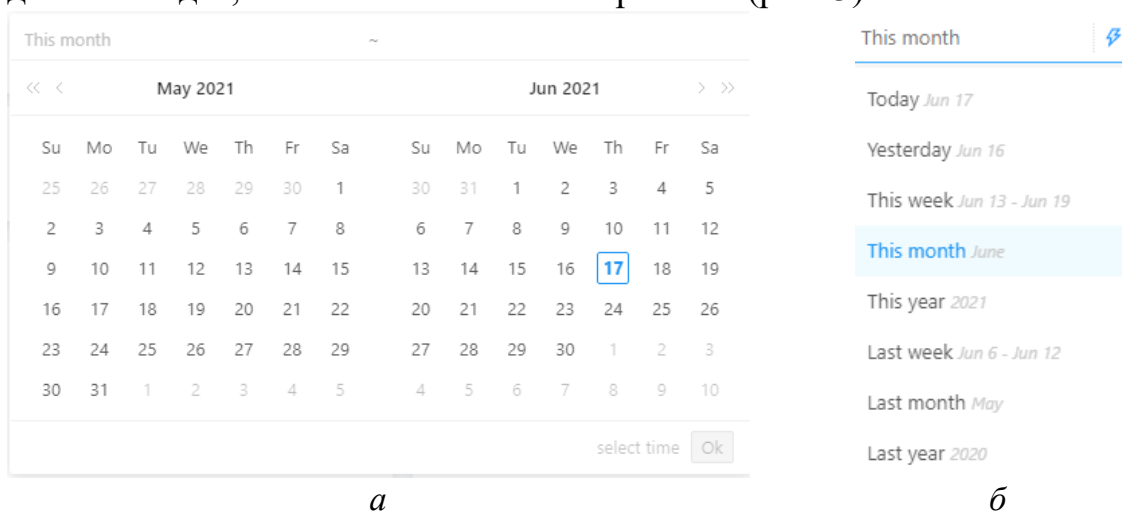 This month ~
<< < May 2021 Jun 2021 > >>
Su Mo Tu We Th Fr Sa Su Mo Tu We Th Fr Sa
25 26 27 28 29 30 1 30 31 1 2 3 4 5
2 3 4 5 6 7 8 6 7 8 9 10 11 12
9 10 11 12 13 14 15 13 14 15 16 17 18 19
16 17 18 19 20 21 22 20 21 22 23 24 25 26
23 24 25 26 27 28 29 27 28 29 30 1 2 3
30 31 1 2 3 4 5 4 5 6 7 8 9 10
select time Ok
а
This month
Today Jun 17
Yesterday Jun 16
This week Jun 13 - Jun 19
This month June
This year 2021
Last week Jun 6 - Jun 12
Last month May
Last year 2020
б